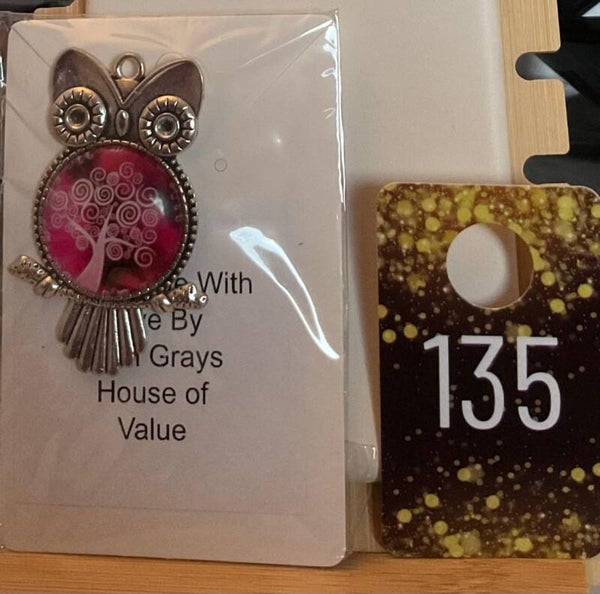 With
By
Grays
House of
Value
135